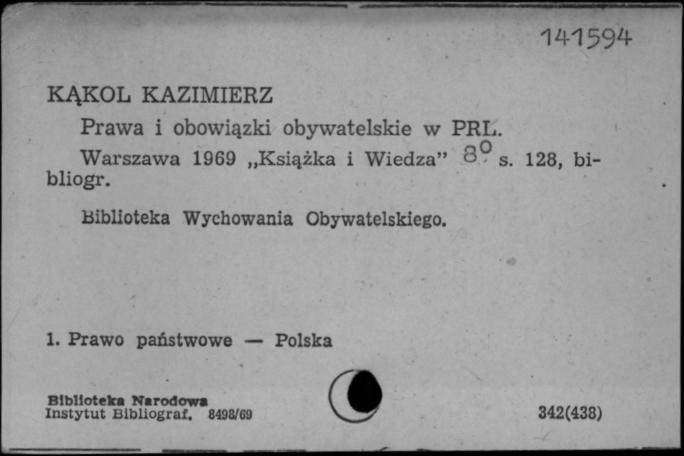 141594
KĄKOL KAZIMIERZ
Prawa i obowiązki obywatelskie w PRL.
Warszawa 1969 „Książka i Wiedza” 8° s. 128, bi-
bliogr.
Biblioteka Wychowania Obywatelskiego.
1. Prawo państwowe — Polska
Biblioteka Narodowa
Instytut Bibliograf. 8498/69
342(438)